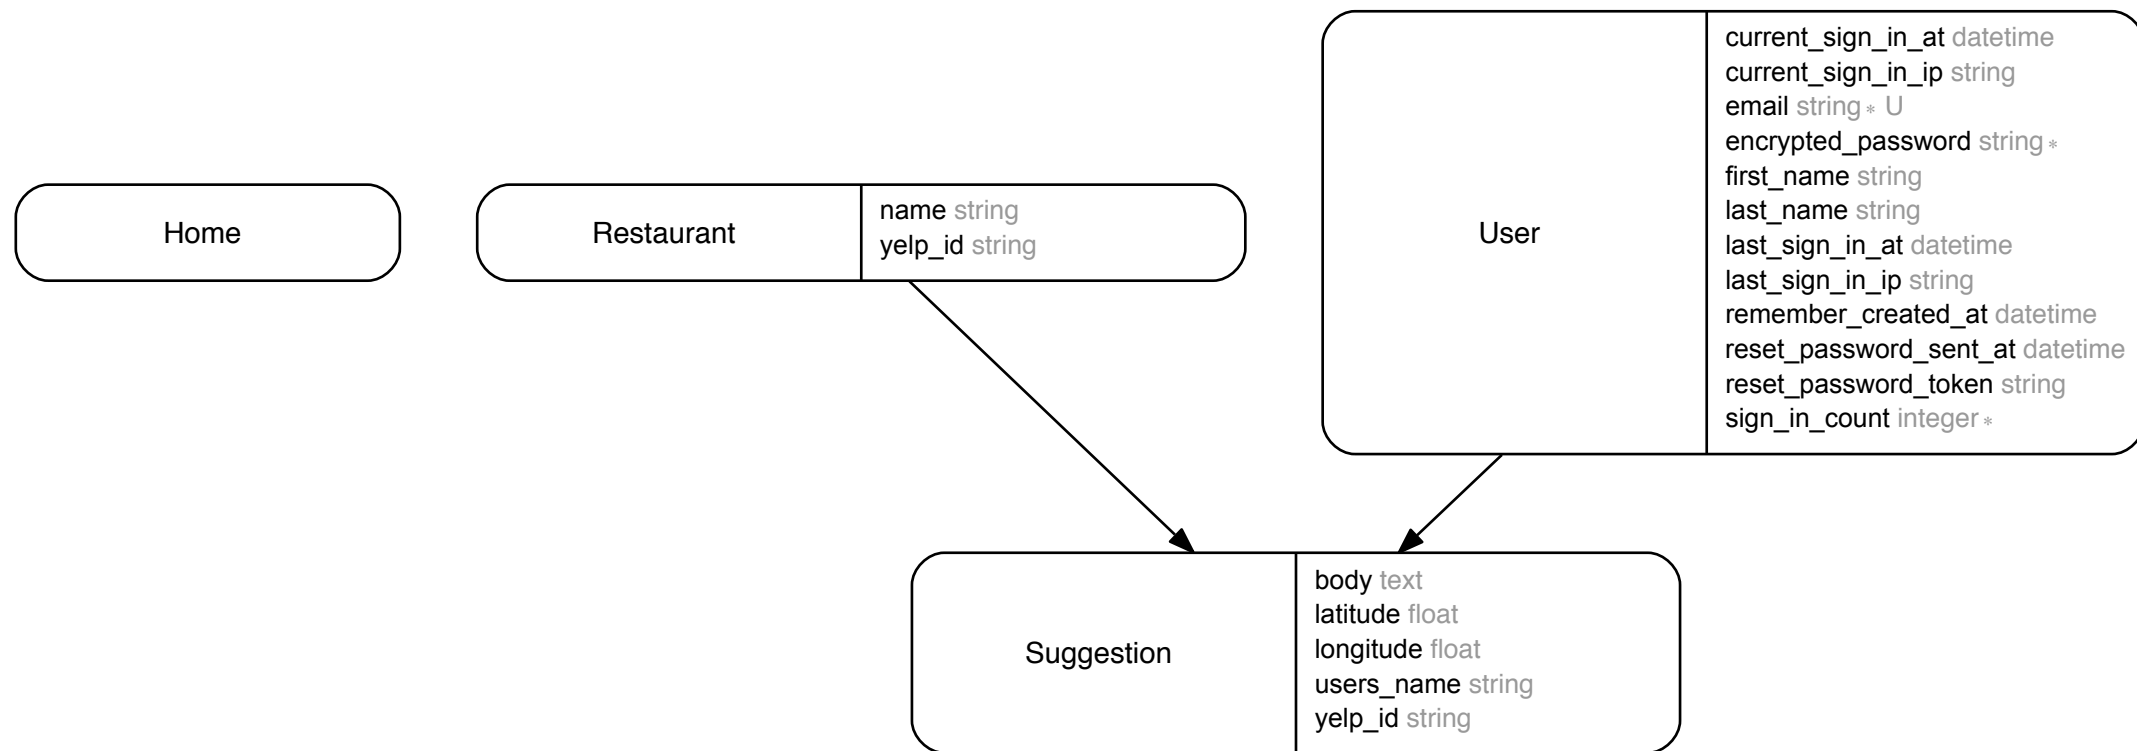 Home
Restaurant
name string
yelp_id string
User
current_sign_in_at datetime
current_sign_in_ip string
email string * U
encrypted_password string *
first_name string
last_name string
last_sign_in_at datetime
last_sign_in_ip string
remember_created_at datetime
reset_password_sent_at datetime
reset_password_token string
sign_in_count integer *
Suggestion
body text
latitude float
longitude float
users_name string
yelp_id string